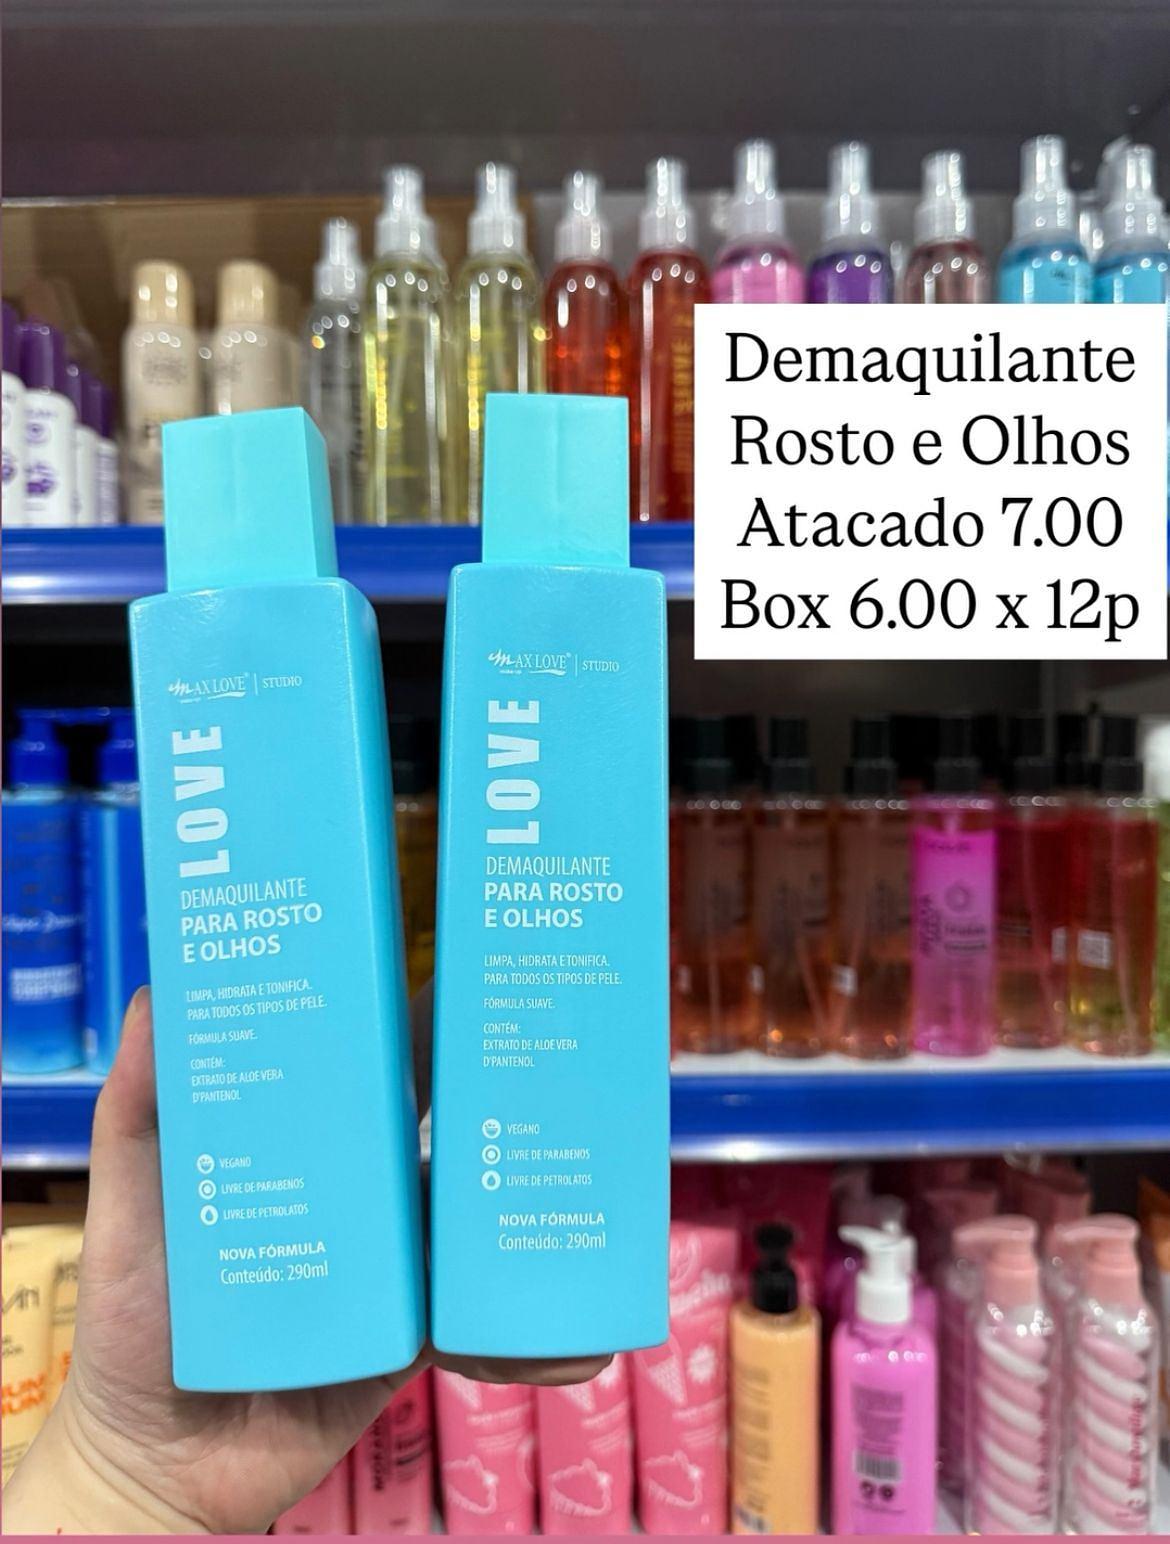 Demaquilante
Rosto e Olhos
Atacado 7.00
Box 6.00 x 12p
MAX LOVE® | STUDIO
make-up
LOVE
DEMAQUILANTE
PARA ROSTO
E OLHOS
LIMPA, HIDRATA E TONIFICA.
PARA TODOS OS TIPOS DE PELE.
FÓRMULA SUAVE.
CONTÉM:
EXTRATO DE ALOE VERA
D'PANTENOL
VEGANO
LIVRE DE PARABENOS
LIVRE DE PETROLATOS
NOVA FÓRMULA
Conteúdo: 290ml
MAX LOVE® | STUDIO
make-up
LOVE
DEMAQUILANTE
PARA ROSTO
E OLHOS
LIMPA, HIDRATA E TONIFICA.
PARA TODOS OS TIPOS DE PELE.
FÓRMULA SUAVE.
CONTÉM:
EXTRATO DE ALOE VERA
D'PANTENOL
VEGANO
LIVRE DE PARABENOS
LIVRE DE PETROLATOS
NOVA FÓRMULA
Conteúdo: 290ml